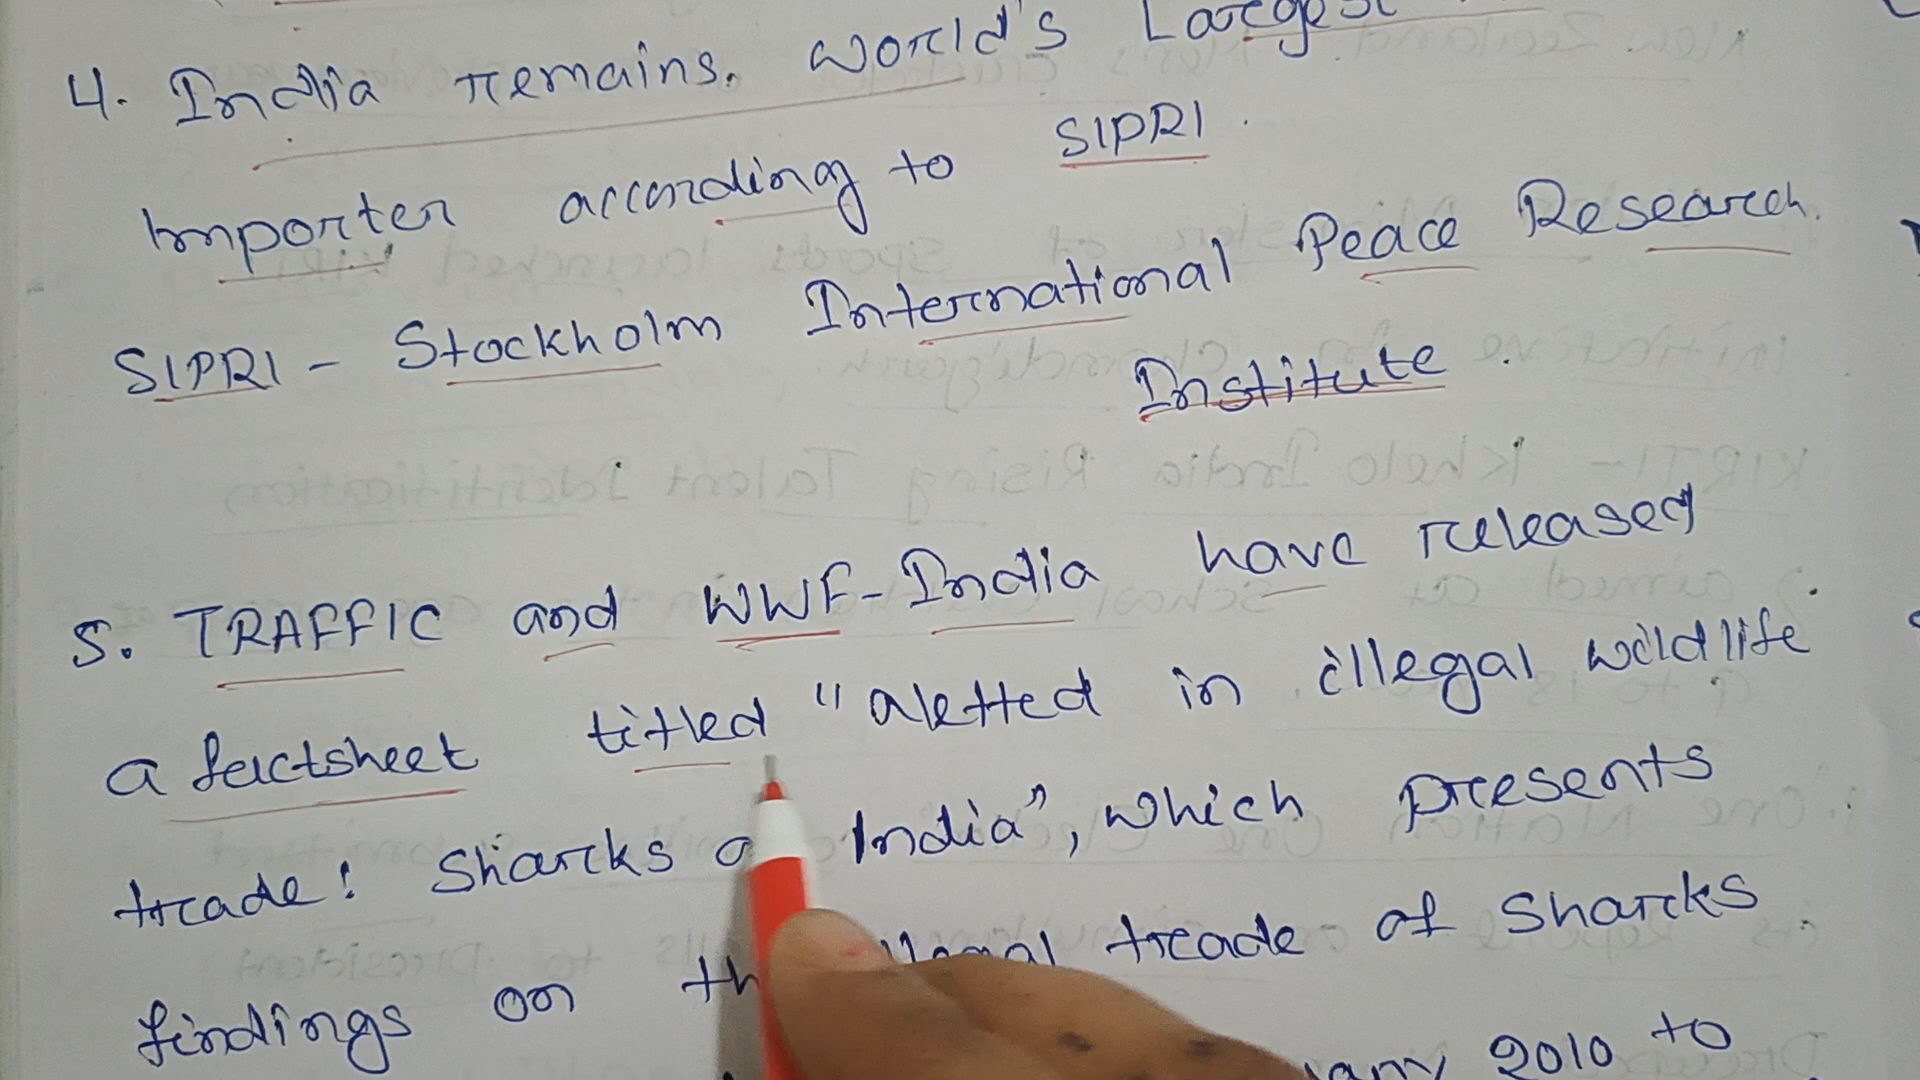 4. India remains. world's Largest
Importer according to SIPRI.
SIPRI - Stockholm International Peace Research
Institute.
5. TRAFFIC and WWF-India have released
a factsheet titled "aletted in illegal wildlife
trade: Sharks India", which presents
findings on trade of Sharks
2010 to